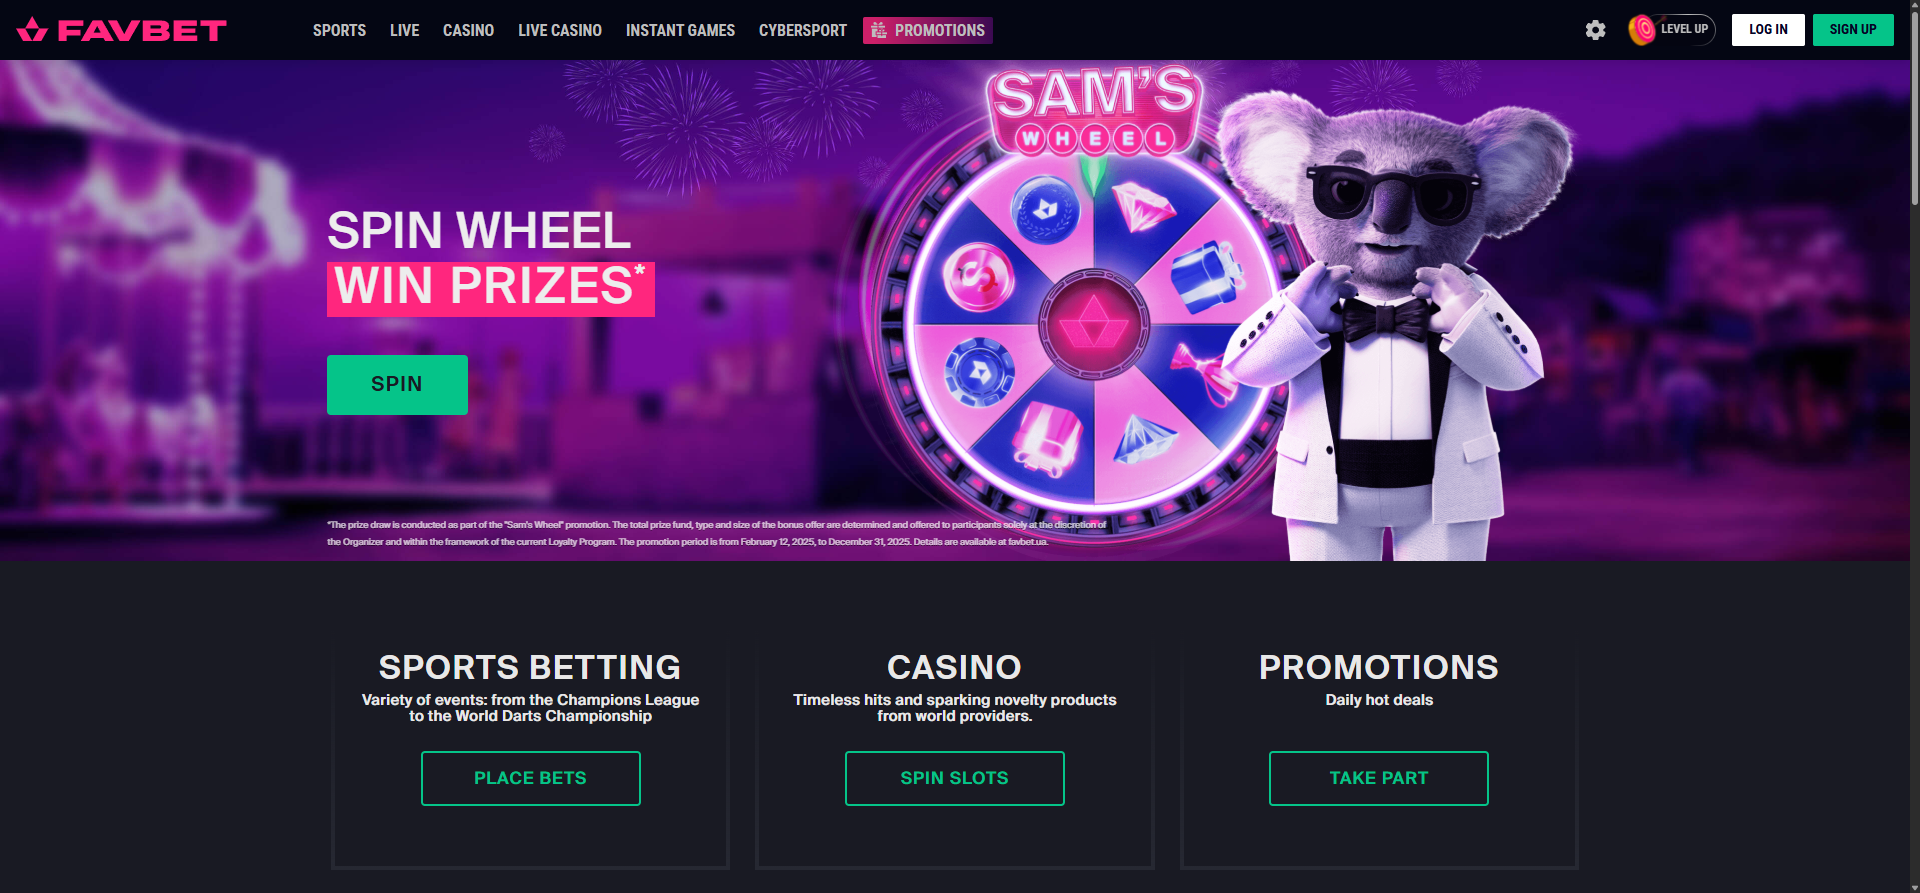 FAVBET
SPORTS
LIVE
CASINO
LIVE CASINO
INSTANT GAMES
CYBERSPORT
PROMOTIONS
LEVEL UP
LOG IN
SIGN UP
SAM'S
WHEEL
SPIN WHEEL
WIN PRIZES*
SPIN
*The prize draw is conducted as part of the "Sam's Wheel" promotion. The total prize fund, type and size of the bonus offer are determined and offered to participants solely at the discretion of
the Organizer and within the framework of the current Loyalty Program. The promotion period is from February 12, 2025, to December 31, 2025. Details are available at favbet.ua.
SPORTS BETTING
Variety of events: from the Champions League
to the World Darts Championship
PLACE BETS
CASINO
Timeless hits and sparking novelty products
from world providers.
SPIN SLOTS
PROMOTIONS
Daily hot deals
TAKE PART